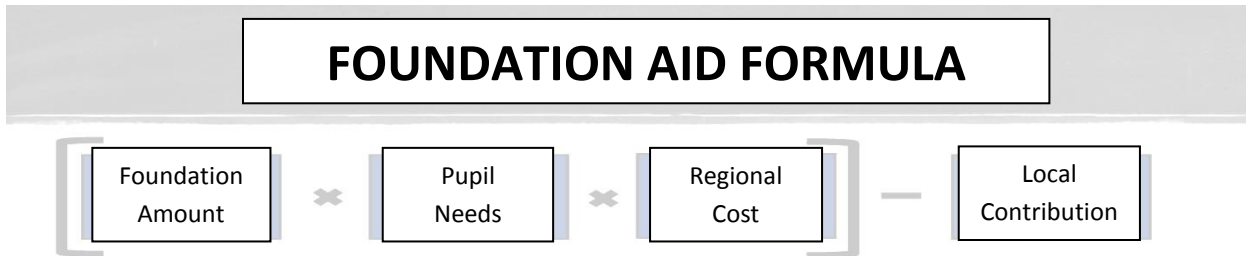 FOUNDATION AID FORMULA
[ Foundation Amount × Pupil Needs × Regional Cost ] — Local Contribution